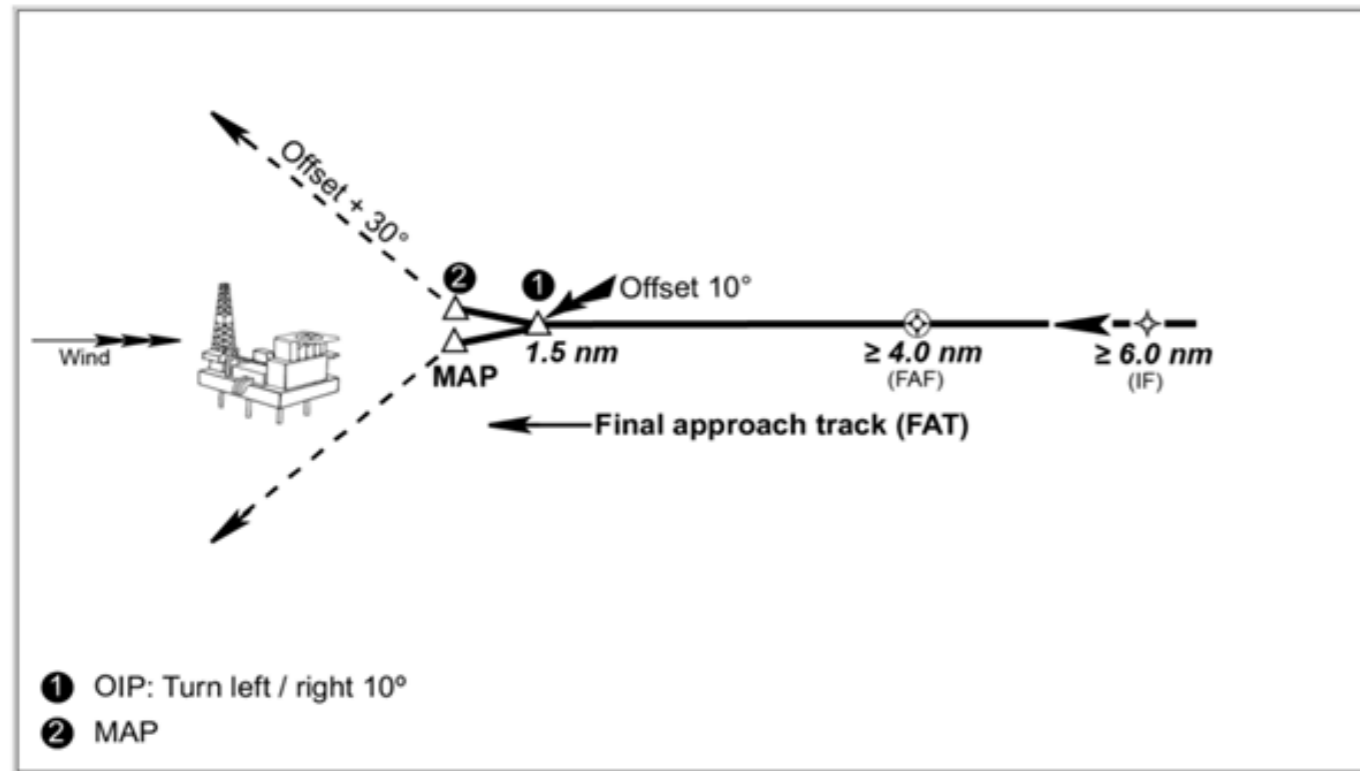 Offset + 30°
2
1
Offset 10°
Wind
1.5 nm
≥ 4.0 nm
(FAF)
≥ 6.0 nm
(IF)
MAP
Final approach track (FAT)
1 OIP: Turn left / right 10º
2 MAP